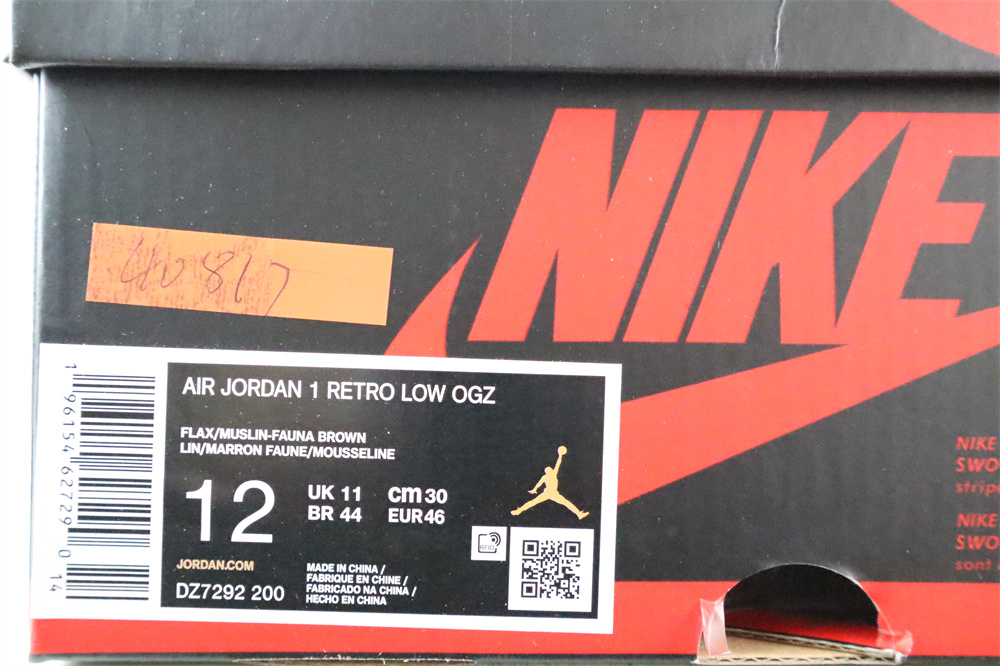 NIKE
40817
AIR JORDAN 1 RETRO LOW OGZ
FLAX/MUSLIN-FAUNA BROWN
LIN/MARRON FAUNE/MOUSSELINE
12
UK 11 cm 30
BR 44 EUR 46
JORDAN.COM
DZ7292 200
MADE IN CHINA /
FABRIQUE EN CHINE /
FABRICADO NA CHINA /
HECHO EN CHINA
RFID
1 96154 62729 0 14
NIKE
SWO
strip
NIKE
SWO
sont